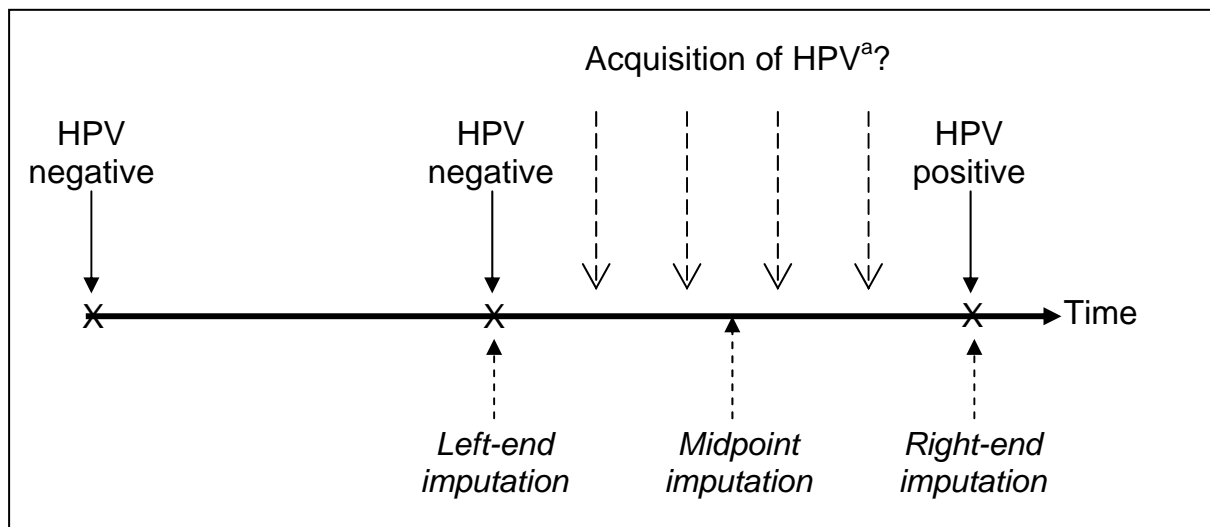 Acquisition of HPVa?
HPV
negative
HPV
negative
HPV
positive
X
X
X
Time
Left-end
imputation
Midpoint
imputation
Right-end
imputation